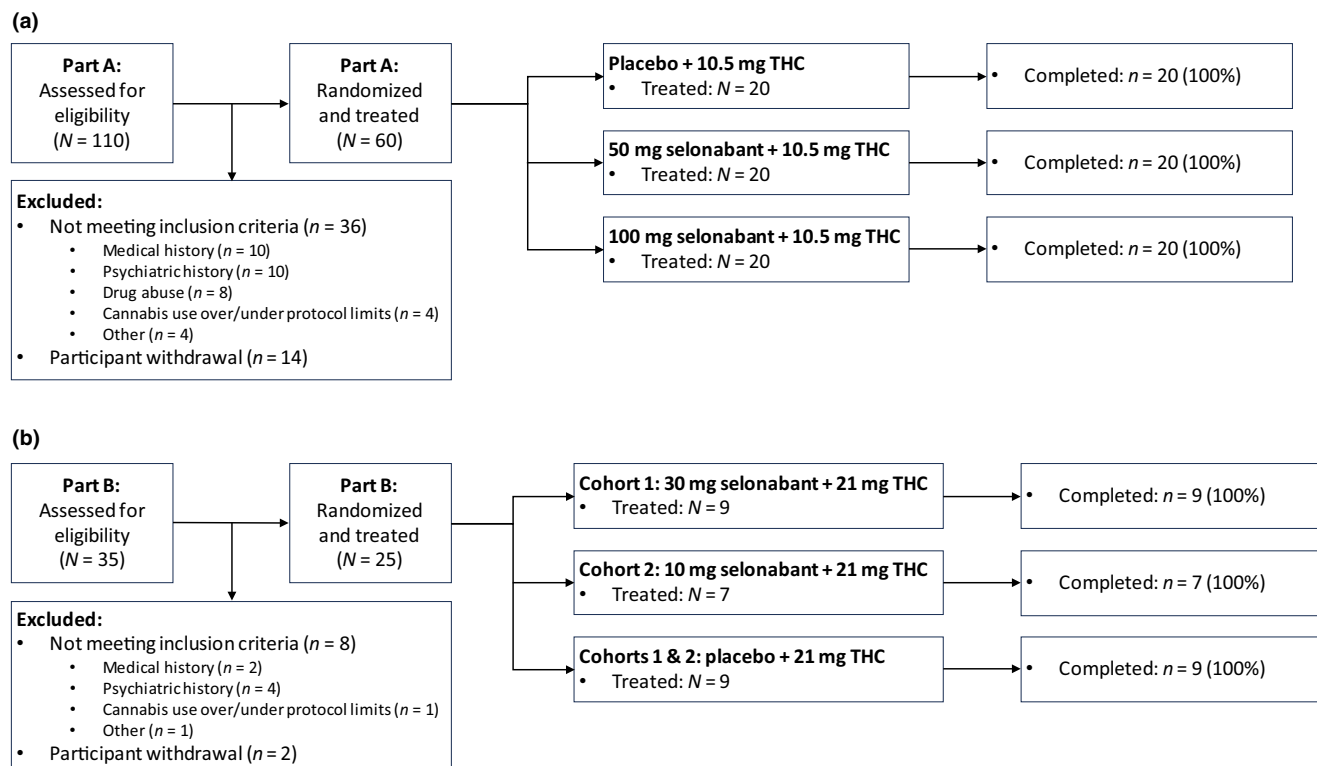 (a)
Part A:
Assessed for
eligibility
(N = 110)
Part A:
Randomized
and treated
(N = 60)
Placebo + 10.5 mg THC
• Treated: N = 20
• Completed: n = 20 (100%)
50 mg selonabant + 10.5 mg THC
• Treated: N = 20
• Completed: n = 20 (100%)
100 mg selonabant + 10.5 mg THC
• Treated: N = 20
• Completed: n = 20 (100%)
Excluded:
• Not meeting inclusion criteria (n = 36)
• Medical history (n = 10)
• Psychiatric history (n = 10)
• Drug abuse (n = 8)
• Cannabis use over/under protocol limits (n = 4)
• Other (n = 4)
• Participant withdrawal (n = 14)
(b)
Part B:
Assessed for
eligibility
(N = 35)
Part B:
Randomized
and treated
(N = 25)
Cohort 1: 30 mg selonabant + 21 mg THC
• Treated: N = 9
• Completed: n = 9 (100%)
Cohort 2: 10 mg selonabant + 21 mg THC
• Treated: N = 7
• Completed: n = 7 (100%)
Cohorts 1 & 2: placebo + 21 mg THC
• Treated: N = 9
• Completed: n = 9 (100%)
Excluded:
• Not meeting inclusion criteria (n = 8)
• Medical history (n = 2)
• Psychiatric history (n = 4)
• Cannabis use over/under protocol limits (n = 1)
• Other (n = 1)
• Participant withdrawal (n = 2)